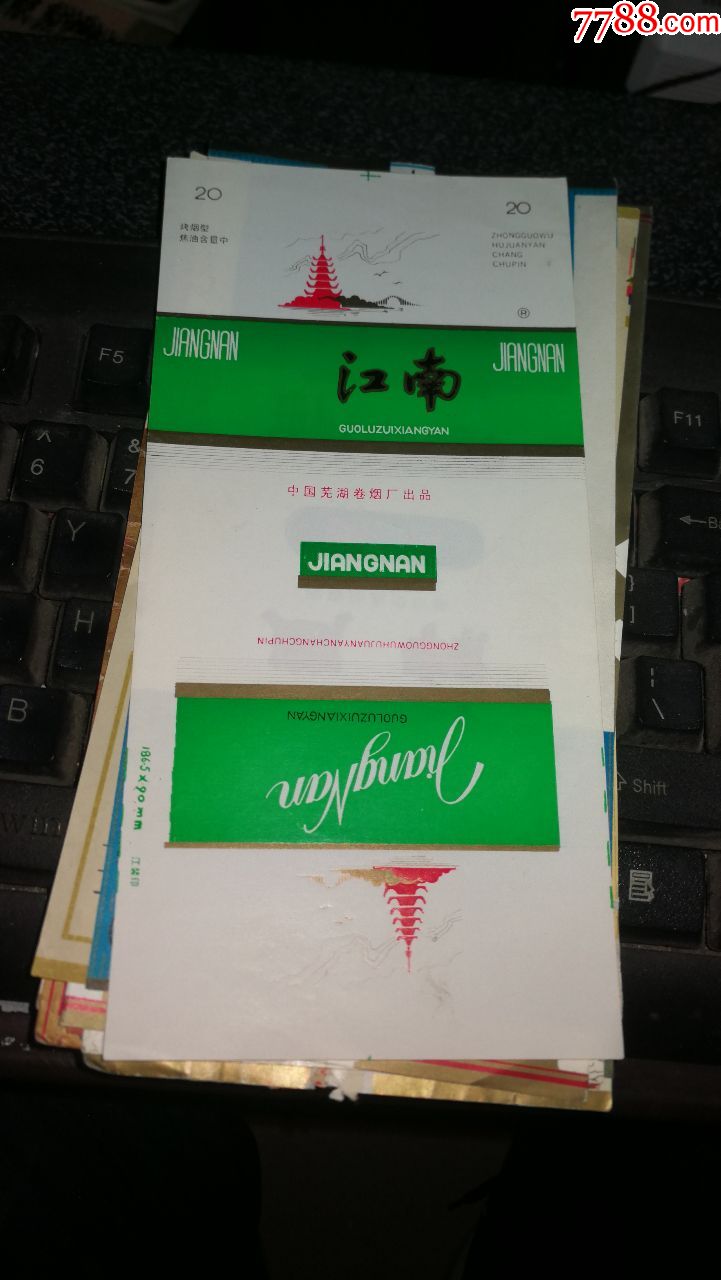 7788.com
20
20
烤烟型
焦油含量中
ZHONGGUOWU
HUJUANYAN
CHANG
CHUPIN
®
JIANGNAN
江南
JIANGNAN
GUOLUZUIXIANGYAN
中国芜湖卷烟厂出品
JIANGNAN
ZHONGGUOWUHUJUANYANCHANGCHUPIN
GUOLUZUIXIANGYAN
JiangNan
186.5×90mm
F5
F11
6
&
7
Y
H
B
Win
Shift
}
]
|
\